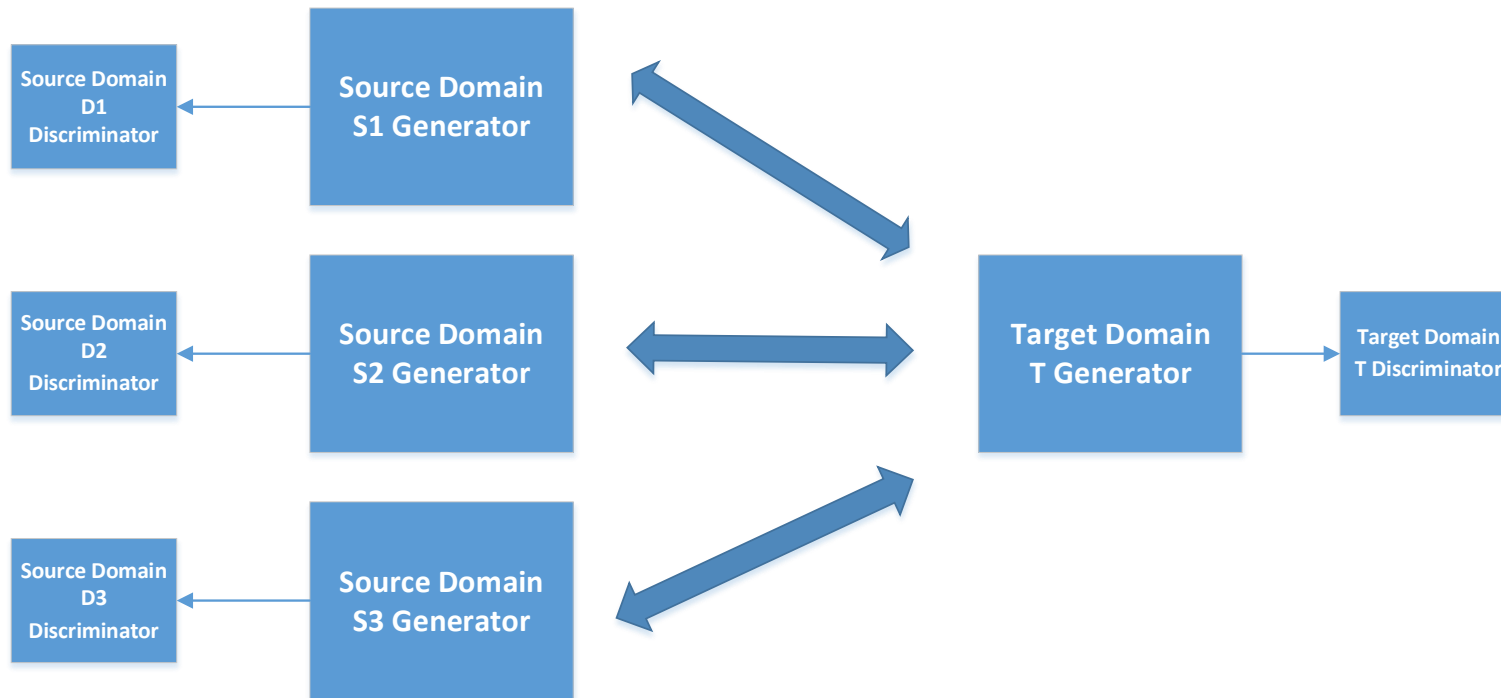 Source Domain
D1
Discriminator
Source Domain
S1 Generator
Source Domain
D2
Discriminator
Source Domain
S2 Generator
Target Domain
T Generator
Target Domain
T Discriminator
Source Domain
D3
Discriminator
Source Domain
S3 Generator